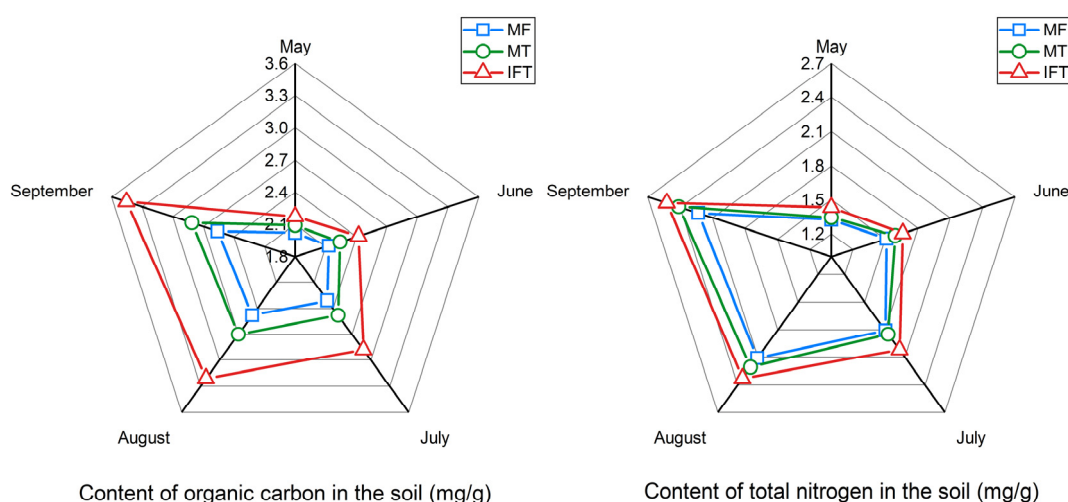 MF
MT
IFT
May
3.6
3.3
3.0
2.7
2.4
2.1
1.8
September
June
August
July
Content of organic carbon in the soil (mg/g)
MF
MT
IFT
May
2.7
2.4
2.1
1.8
1.5
1.2
September
June
August
July
Content of total nitrogen in the soil (mg/g)